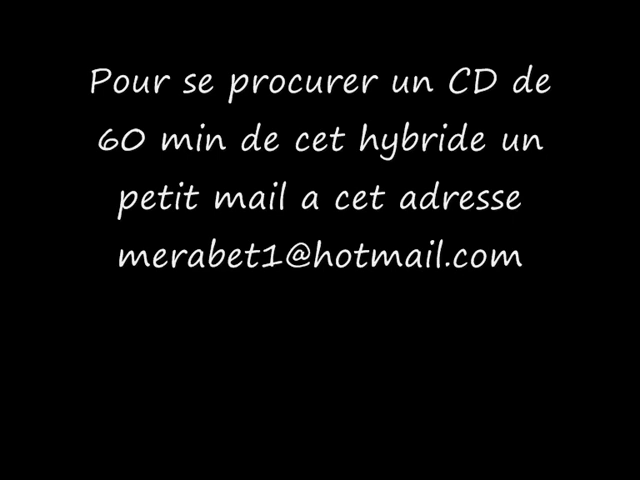 Pour se procurer un CD de
60 min de cet hybride un
petit mail a cet adresse
merabet1@hotmail.com